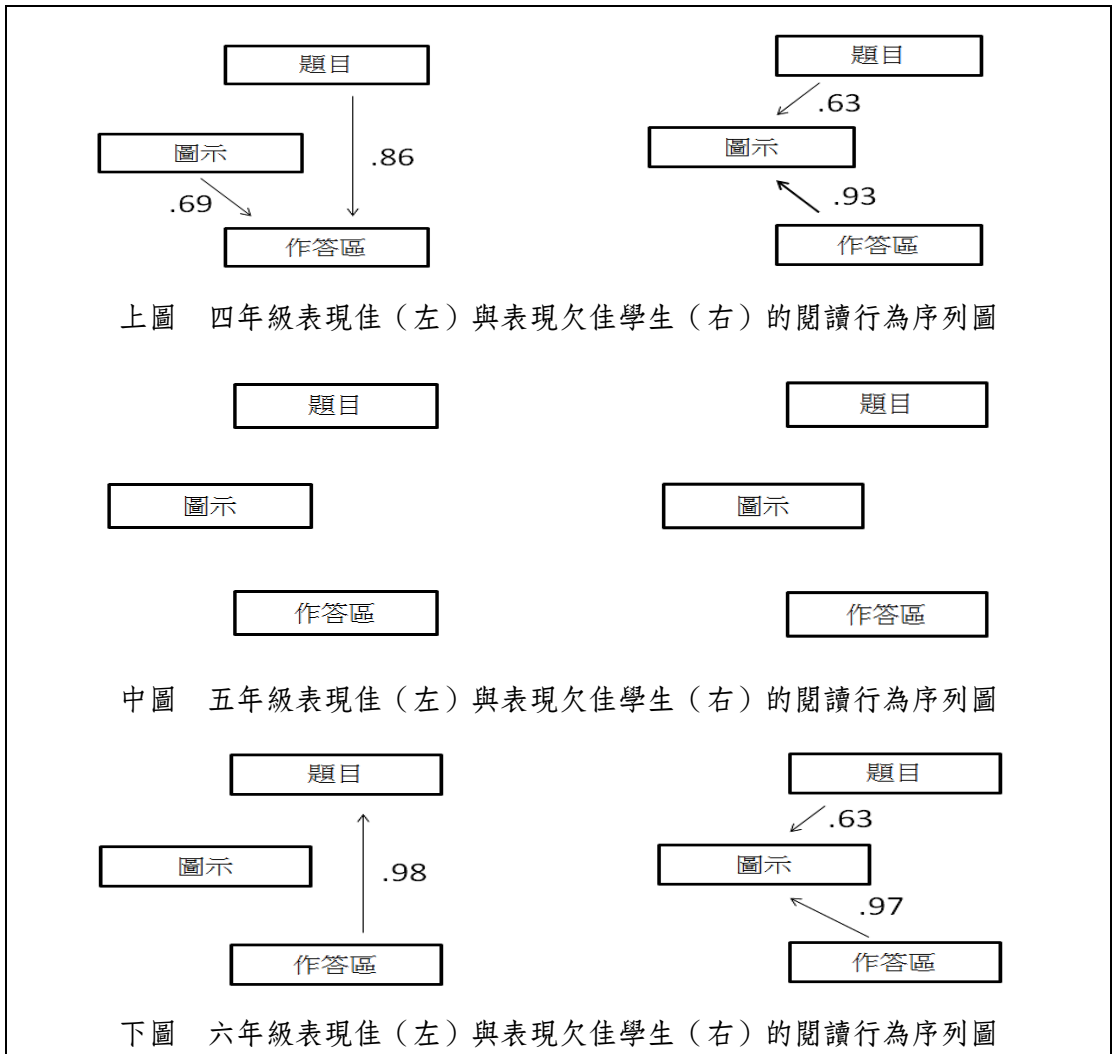 題目 題目
.63
圖示 圖示
.86
.69 .93
作答區 作答區
上圖 四年級表現佳（左）與表現欠佳學生（右）的閱讀行為序列圖
題目 題目
圖示 圖示
作答區 作答區
中圖 五年級表現佳（左）與表現欠佳學生（右）的閱讀行為序列圖
題目 題目
.63
圖示 圖示
.98
.97
作答區 作答區
下圖 六年級表現佳（左）與表現欠佳學生（右）的閱讀行為序列圖